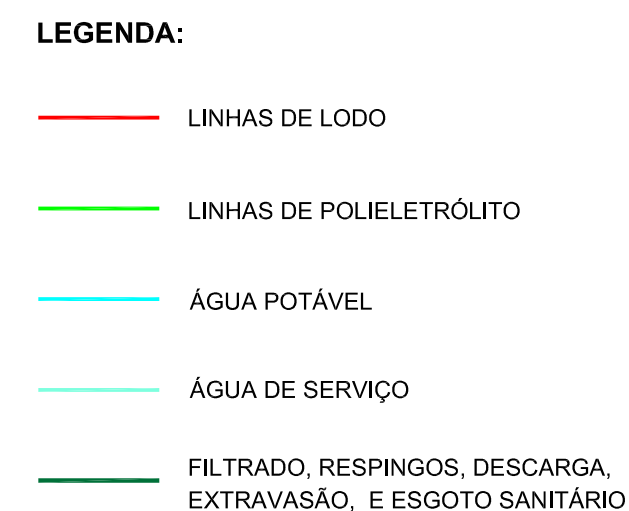 LEGENDA:
LINHAS DE LODO
LINHAS DE POLIELETRÓLITO
ÁGUA POTÁVEL
ÁGUA DE SERVIÇO
FILTRADO, RESPINGOS, DESCARGA,
EXTRAVASÃO, E ESGOTO SANITÁRIO